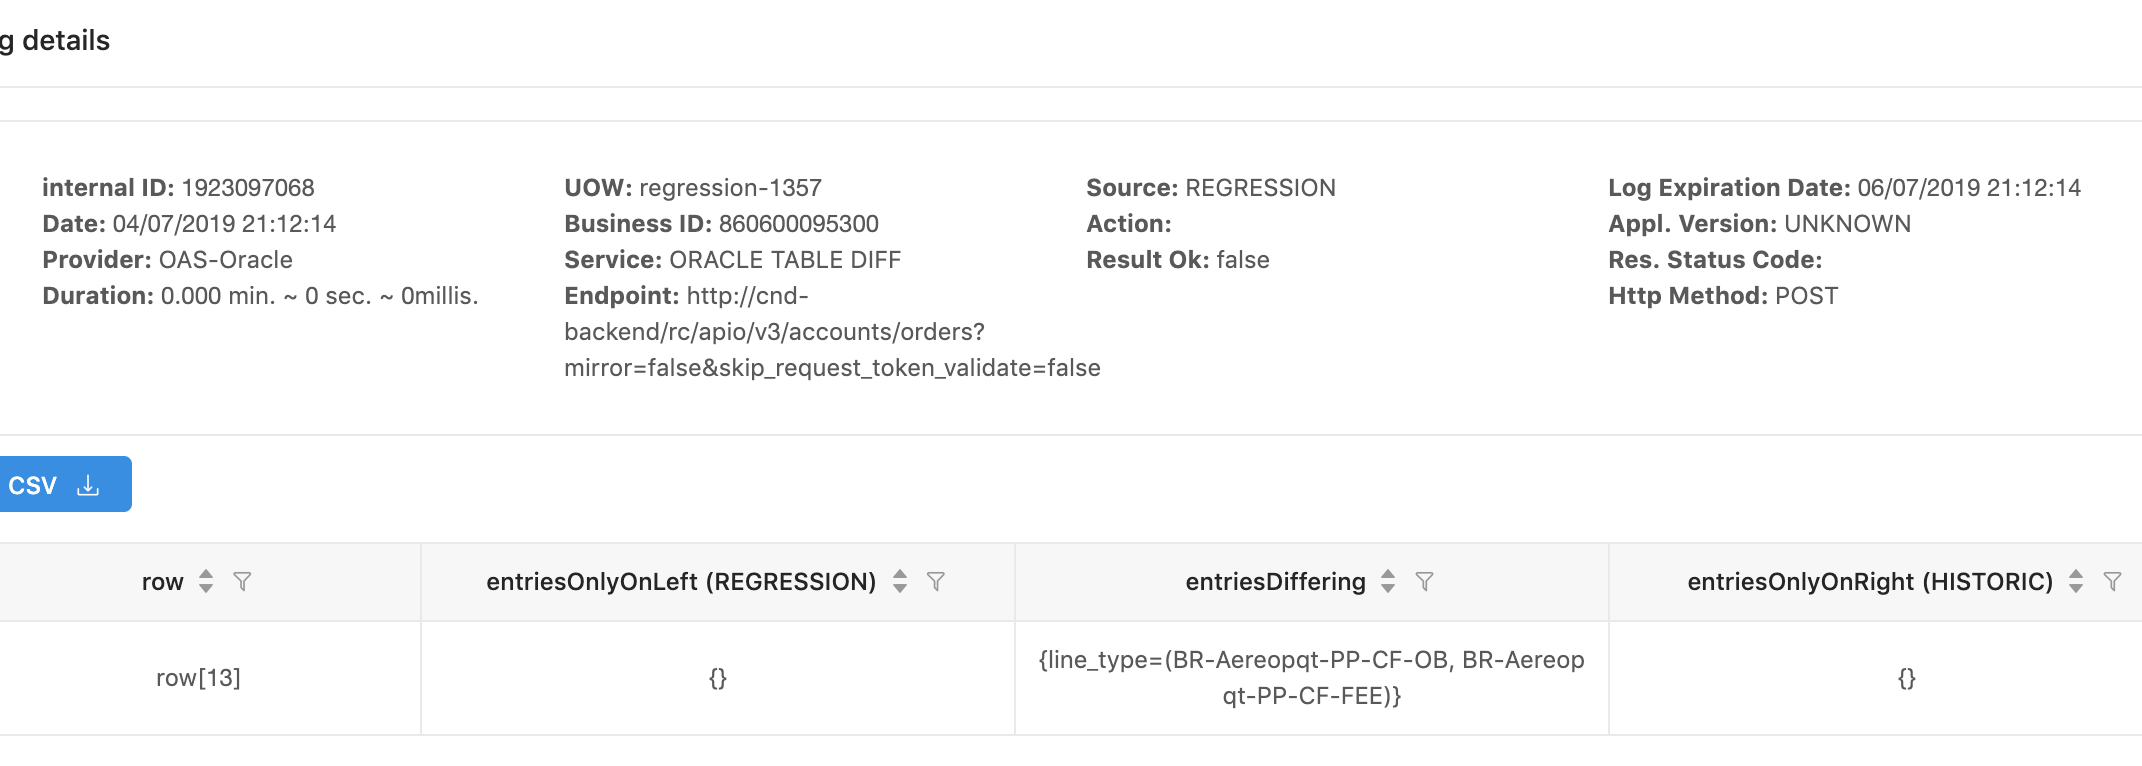 g details
internal ID: 1923097068
Date: 04/07/2019 21:12:14
Provider: OAS-Oracle
Duration: 0.000 min. ~ 0 sec. ~ 0millis.
UOW: regression-1357
Business ID: 860600095300
Service: ORACLE TABLE DIFF
Endpoint: http://cnd-
backend/rc/apio/v3/accounts/orders?
mirror=false&skip_request_token_validate=false
Source: REGRESSION
Action:
Result Ok: false
Log Expiration Date: 06/07/2019 21:12:14
Appl. Version: UNKNOWN
Res. Status Code:
Http Method: POST
CSV
row entriesOnlyOnLeft (REGRESSION) entriesDiffering entriesOnlyOnRight (HISTORIC)
row[13]
{}
{line_type=(BR-Aereopqt-PP-CF-OB, BR-Aereop
qt-PP-CF-FEE)}
{}